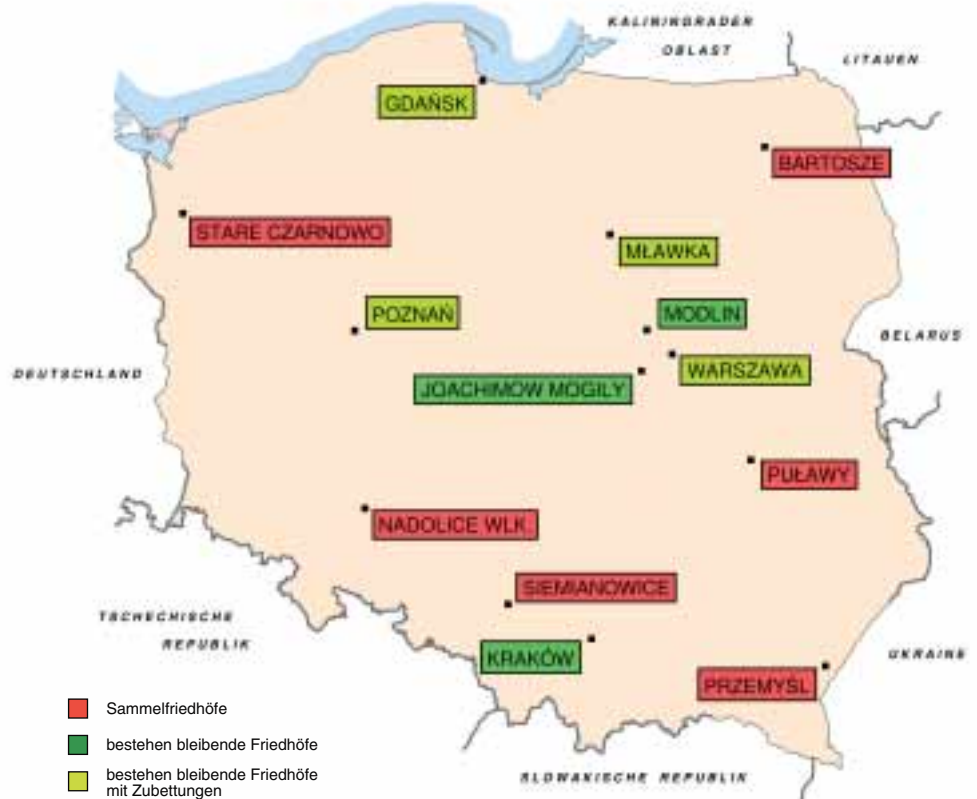 KALININGRADER
OBLAST
LITAUEN
GDAŃSK
BARTOSZE
STARE CZARNOWO
MŁAWKA
POZNAŃ
MODLIN
BELARUS
DEUTSCHLAND
WARSZAWA
JOACHIMOW MOGILY
PUŁAWY
NADOLICE WLK.
SIEMIANOWICE
TSCHECHISCHE
REPUBLIK
KRAKÓW
UKRAINE
PRZEMYŚL
Sammelfriedhöfe
bestehen bleibende Friedhöfe
bestehen bleibende Friedhöfe
mit Zubettungen
SLOWAKISCHE REPUBLIK